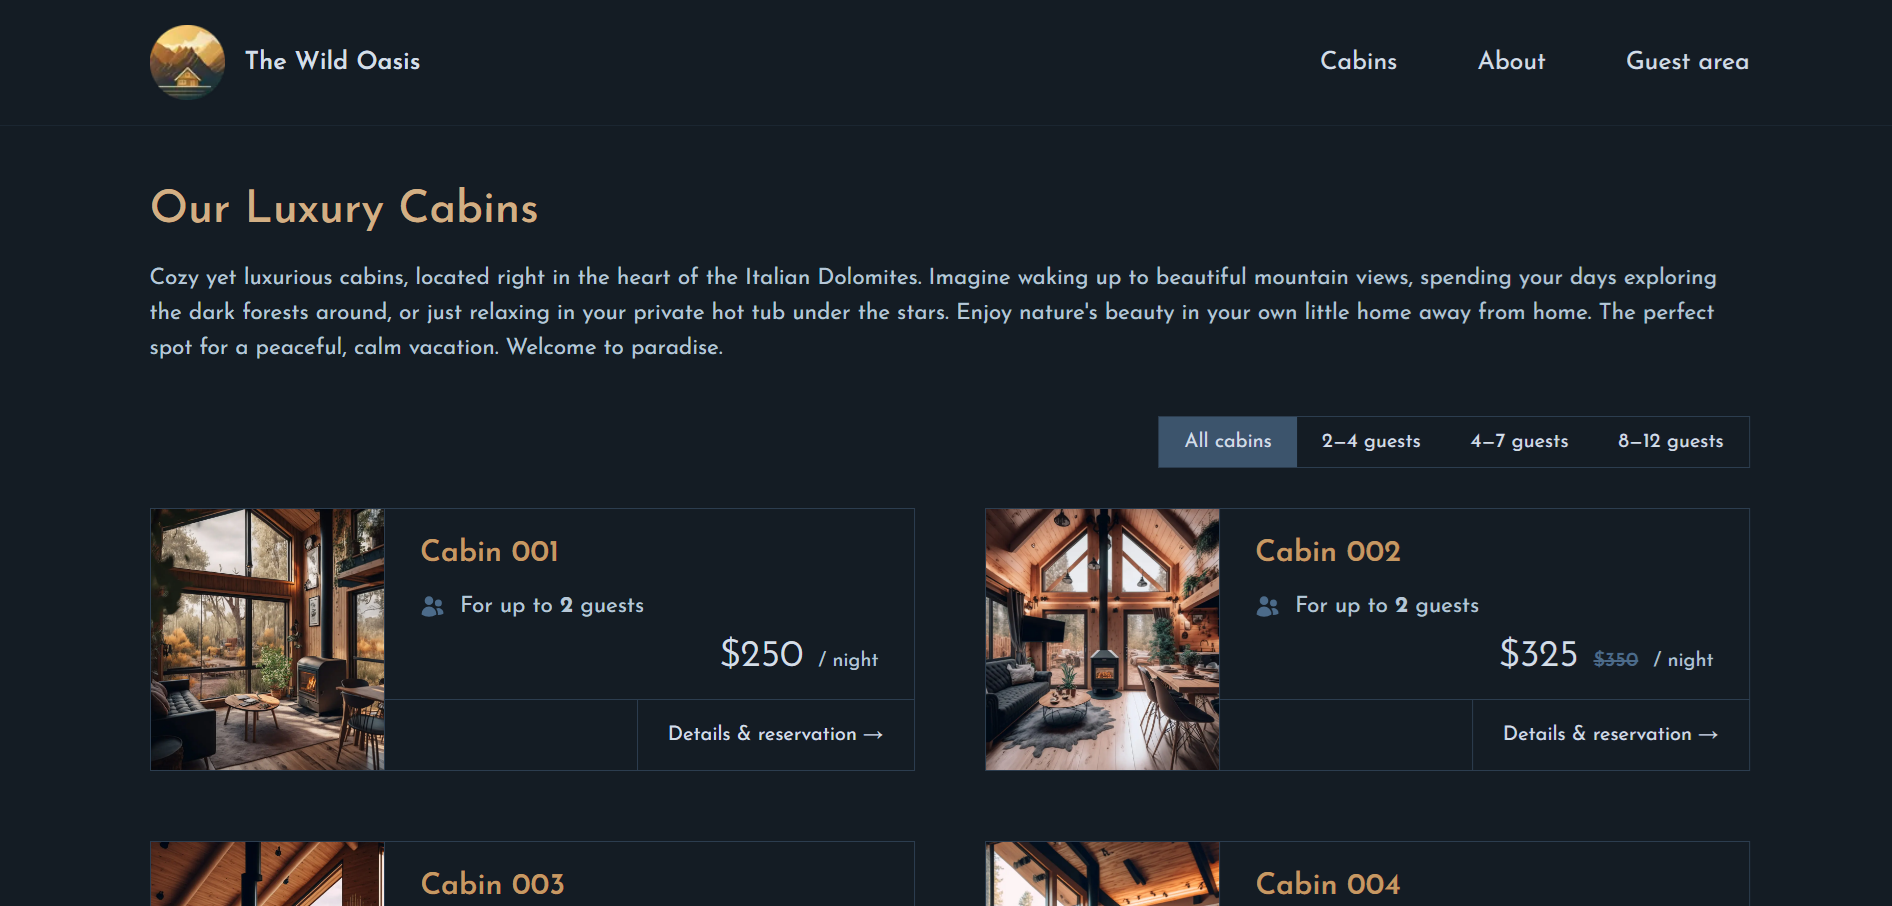 The Wild Oasis
Cabins
About
Guest area
Our Luxury Cabins
Cozy yet luxurious cabins, located right in the heart of the Italian Dolomites. Imagine waking up to beautiful mountain views, spending your days exploring
the dark forests around, or just relaxing in your private hot tub under the stars. Enjoy nature's beauty in your own little home away from home. The perfect
spot for a peaceful, calm vacation. Welcome to paradise.
All cabins
2—4 guests
4—7 guests
8—12 guests
Cabin 001
For up to 2 guests
$250 / night
Details & reservation →
Cabin 002
For up to 2 guests
$325 $350 / night
Details & reservation →
Cabin 003
Cabin 004